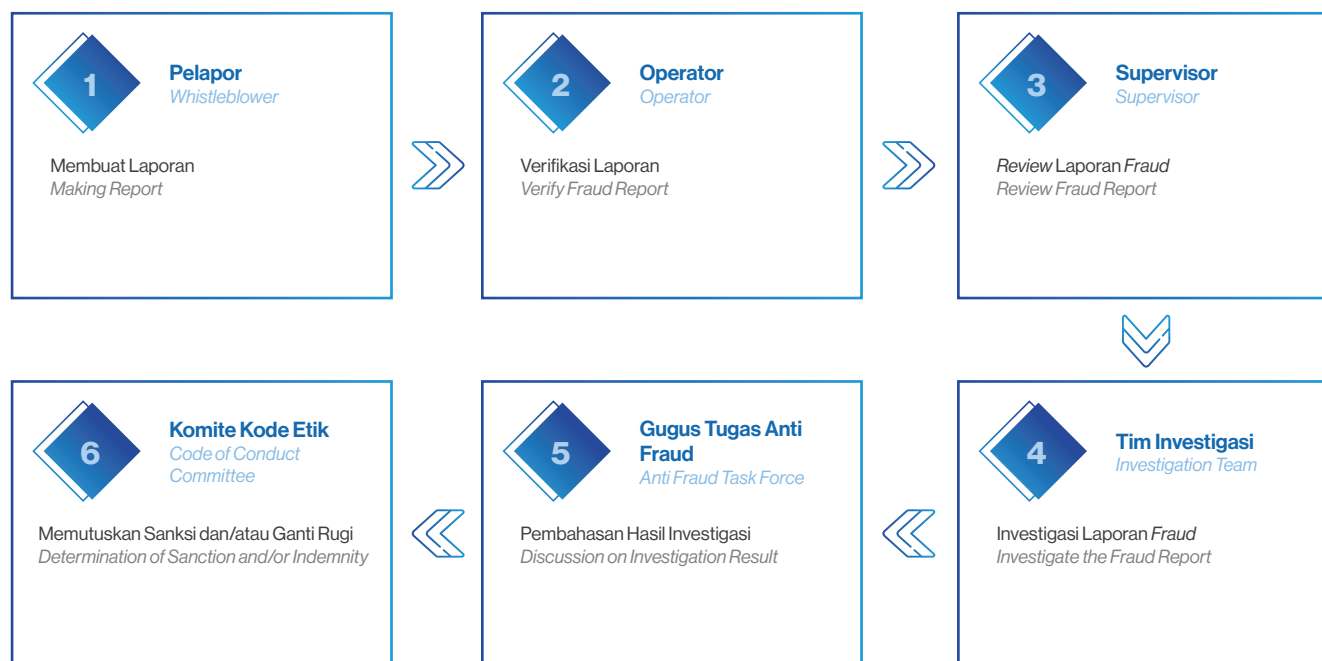 1
Pelapor
Whistleblower
Membuat Laporan
Making Report
2
Operator
Operator
Verifikasi Laporan
Verify Fraud Report
3
Supervisor
Supervisor
Review Laporan Fraud
Review Fraud Report
4
Tim Investigasi
Investigation Team
Investigasi Laporan Fraud
Investigate the Fraud Report
5
Gugus Tugas Anti
Fraud
Anti Fraud Task Force
Pembahasan Hasil Investigasi
Discussion on Investigation Result
6
Komite Kode Etik
Code of Conduct
Committee
Memutuskan Sanksi dan/atau Ganti Rugi
Determination of Sanction and/or Indemnity